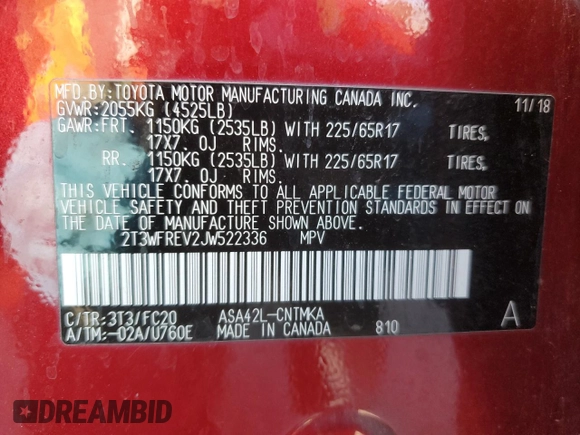 MFD.BY:TOYOTA MOTOR MANUFACTURING CANADA INC. 11/18
GVWR:2055KG (4525LB)
GAWR:FRT. 1150KG (2535LB) WITH 225/65R17 TIRES,
17X7. 0J RIMS.
RR. 1150KG (2535LB) WITH 225/65R17 TIRES,
17X7. 0J RIMS.
THIS VEHICLE CONFORMS TO ALL APPLICABLE FEDERAL MOTOR
VEHICLE SAFETY AND THEFT PREVENTION STANDARDS IN EFFECT ON
THE DATE OF MANUFACTURE SHOWN ABOVE.
2T3WFREV2JW522336 MPV
C/TR:3T3/FC20 ASA42L-CNTMKA A
A/TM:-02A/U760E MADE IN CANADA 810
DREAMBID